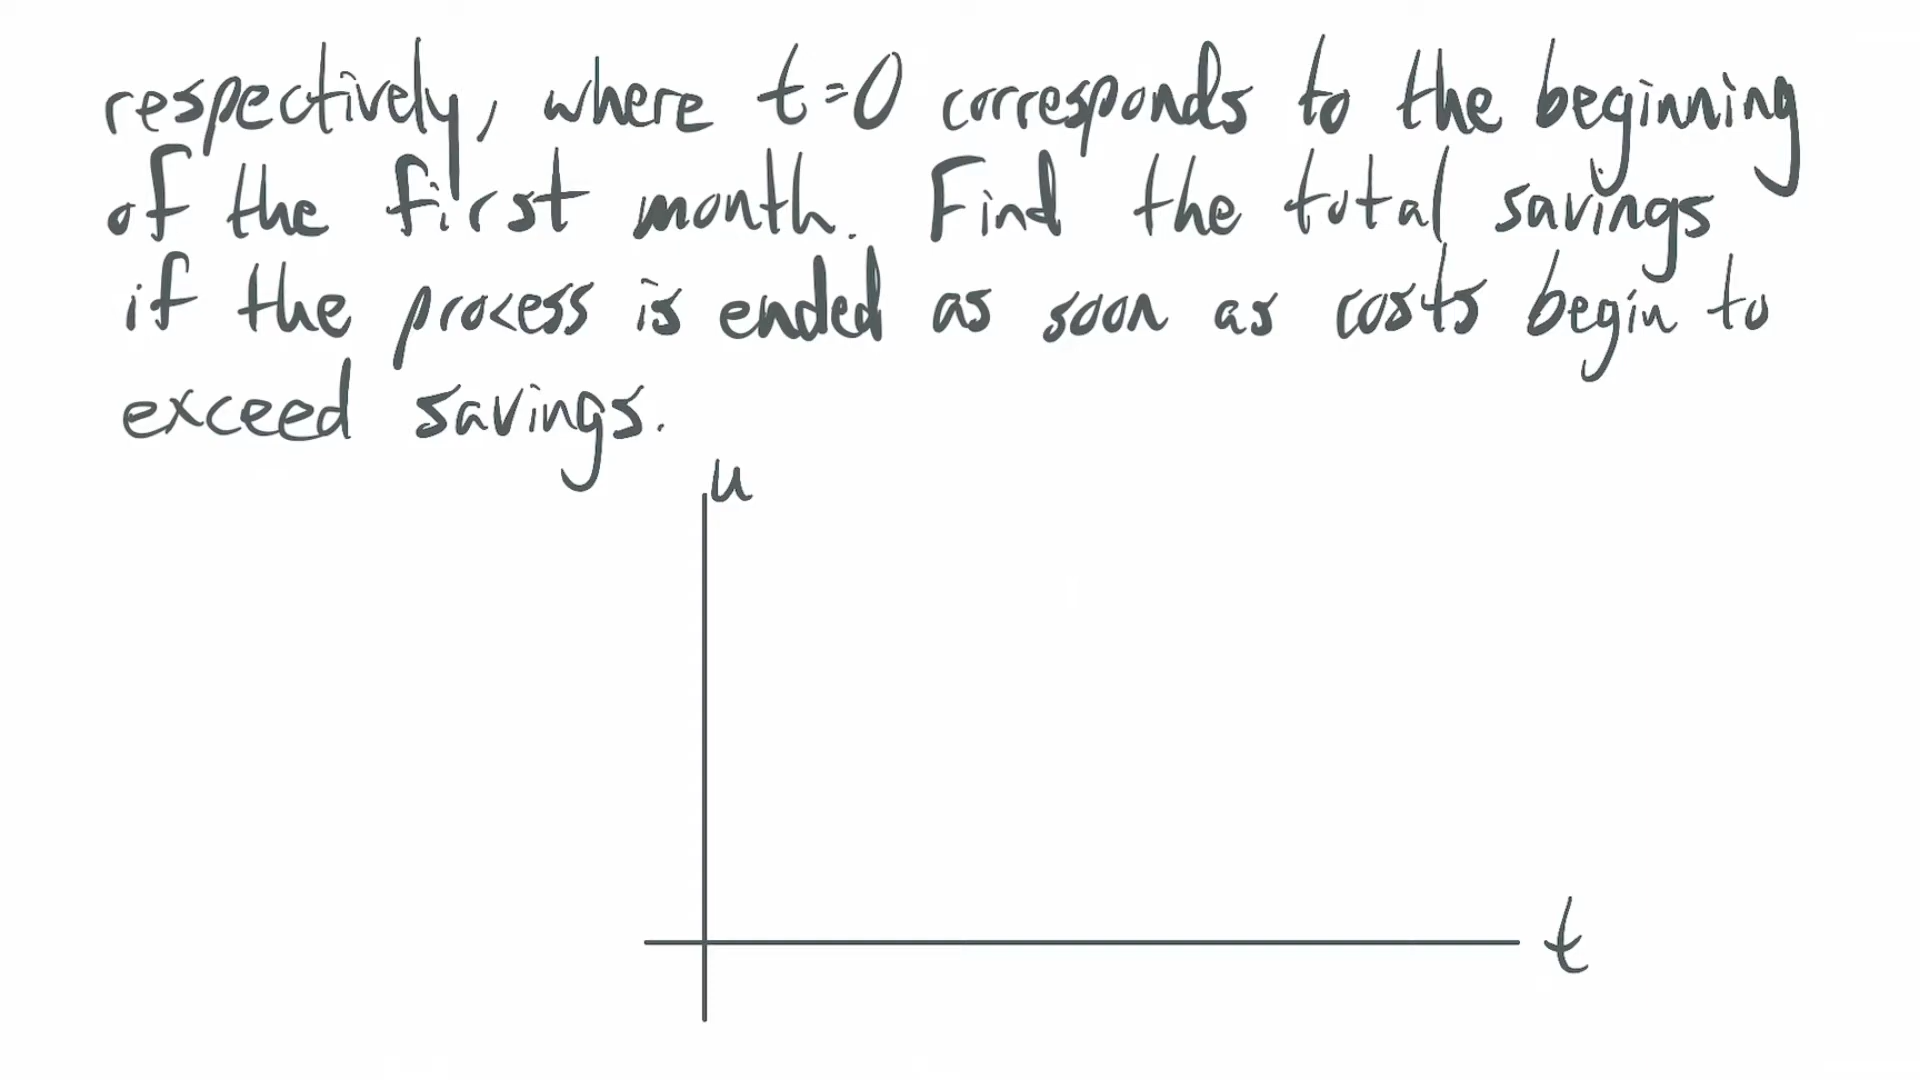 respectively, where t=0 corresponds to the beginning
of the first month. Find the total savings
if the process is ended as soon as costs begin to
exceed savings.
u
t